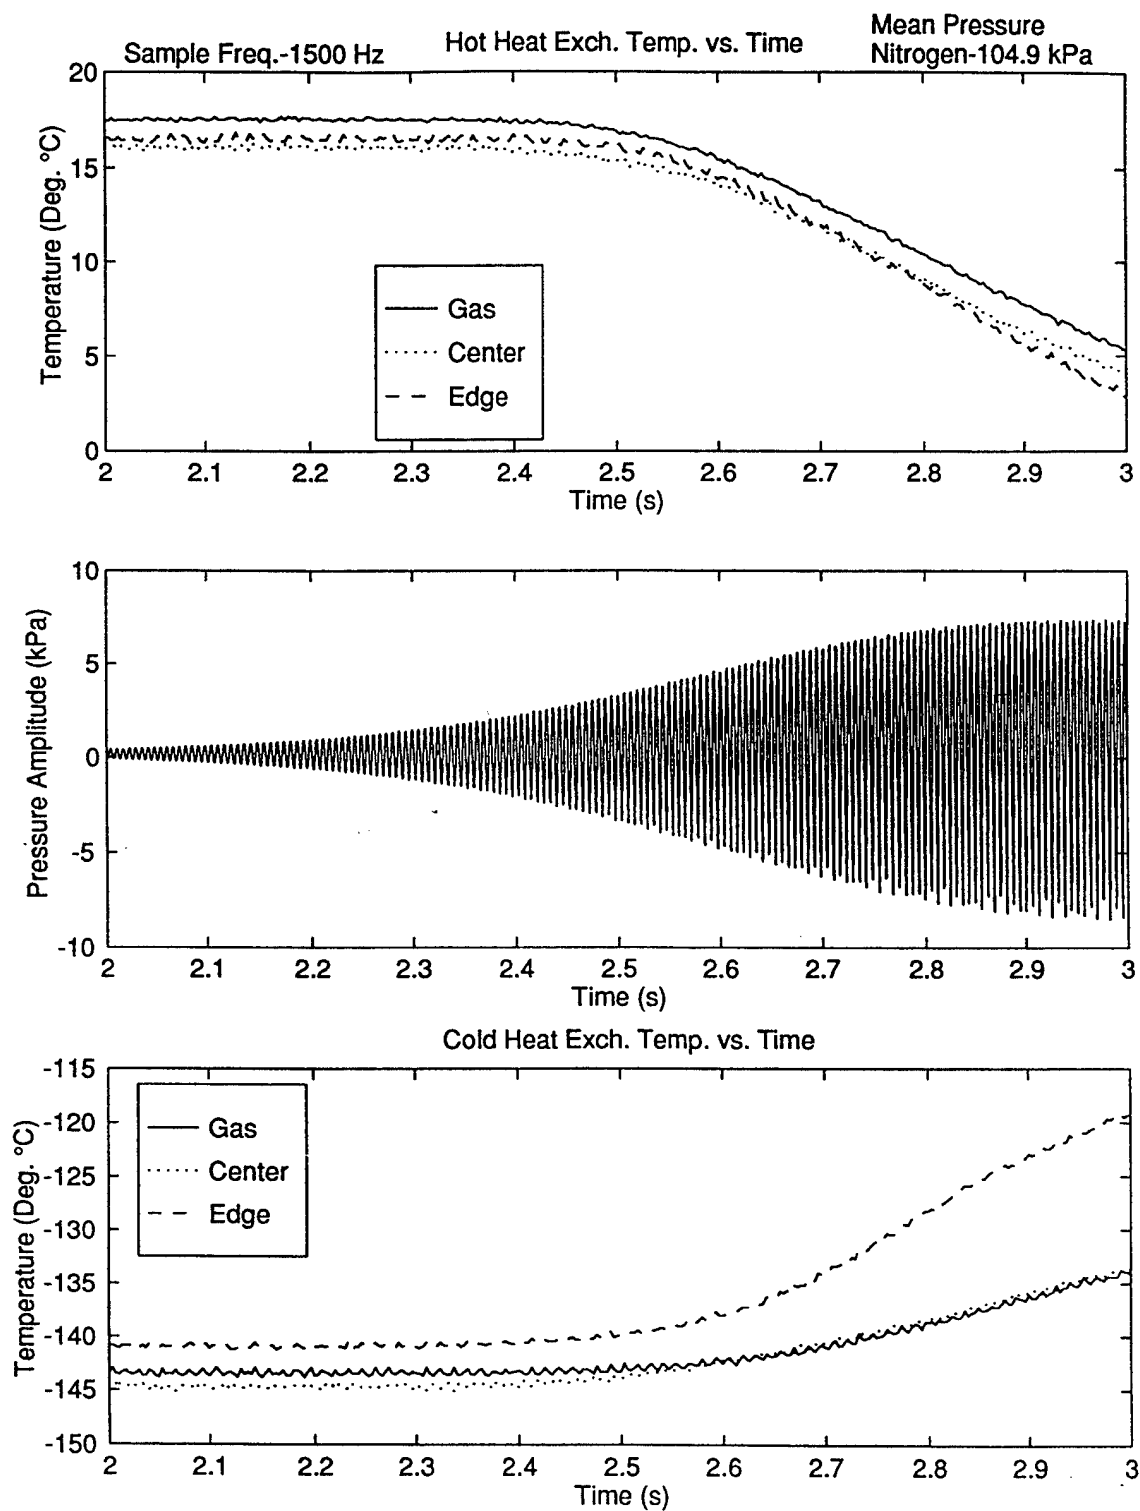 Sample Freq.-1500 Hz
Hot Heat Exch. Temp. vs. Time
Mean Pressure
Nitrogen-104.9 kPa
20
15
10
5
0
Temperature (Deg. °C)
Gas
Center
Edge
2 2.1 2.2 2.3 2.4 2.5 2.6 2.7 2.8 2.9 3
Time (s)
10
5
0
-5
-10
Pressure Amplitude (kPa)
2 2.1 2.2 2.3 2.4 2.5 2.6 2.7 2.8 2.9 3
Time (s)
Cold Heat Exch. Temp. vs. Time
-115
-120
-125
-130
-135
-140
-145
-150
Temperature (Deg. °C)
Gas
Center
Edge
2 2.1 2.2 2.3 2.4 2.5 2.6 2.7 2.8 2.9 3
Time (s)